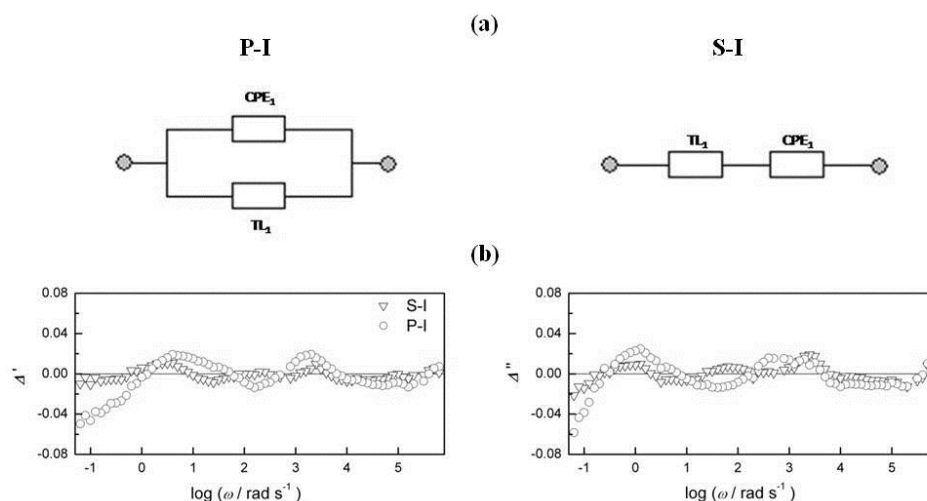 (a)
P-I
S-I
CPE₁
TL₁
TL₁
CPE₁
(b)
0.08
0.04
0.00
-0.04
-0.08
Δ'
S-I
P-I
-1 0 1 2 3 4 5
log (ω / rad s⁻¹)
0.08
0.04
0.00
-0.04
-0.08
Δ''
-1 0 1 2 3 4 5
log (ω / rad s⁻¹)